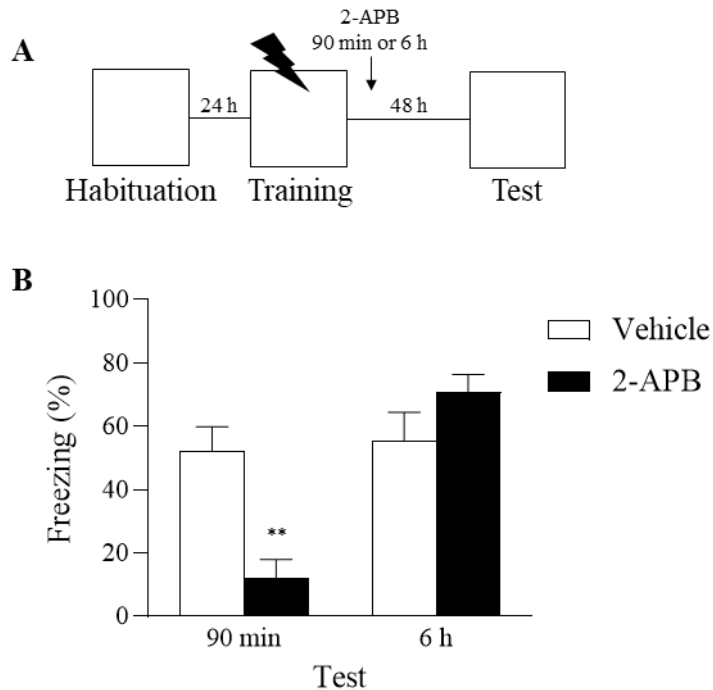 A
2-APB
90 min or 6 h
24 h
48 h
Habituation
Training
Test
B
100
80
60
40
20
0
Freezing (%)
**
90 min
6 h
Test
Vehicle
2-APB